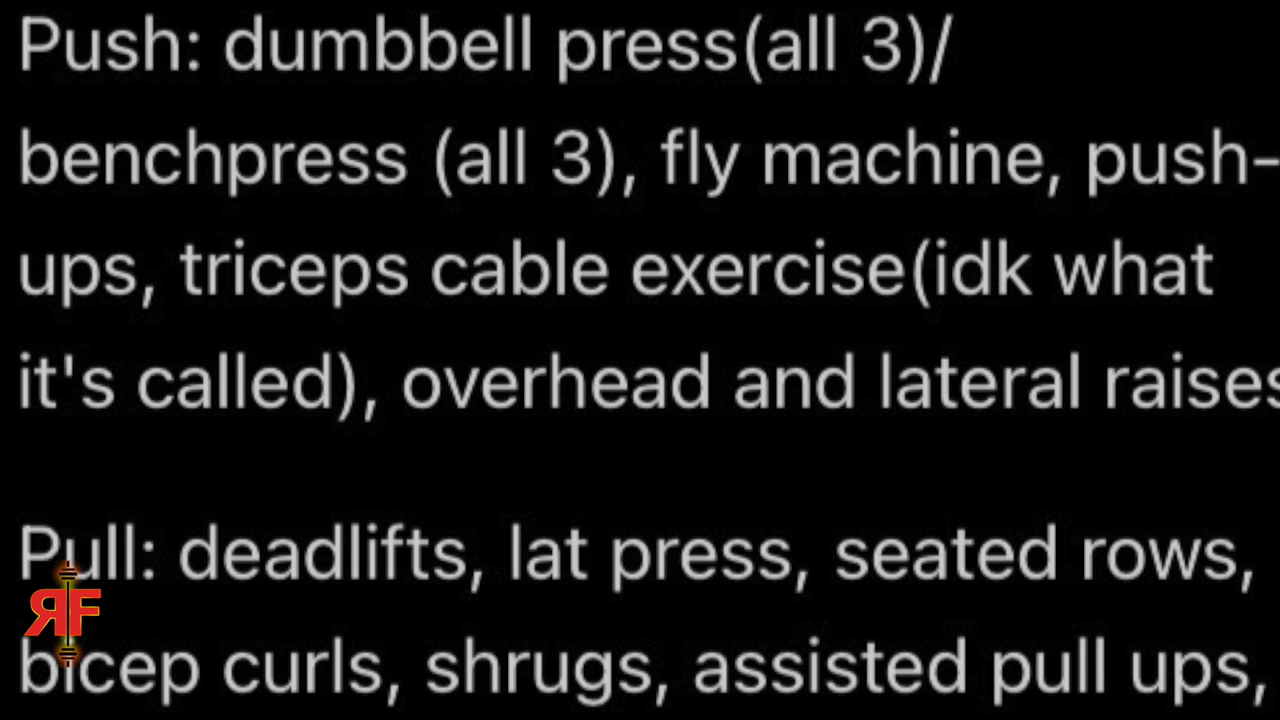 Push: dumbbell press(all 3)/
benchpress (all 3), fly machine, push-
ups, triceps cable exercise(idk what
it's called), overhead and lateral raises
Pull: deadlifts, lat press, seated rows,
RF
bicep curls, shrugs, assisted pull ups,